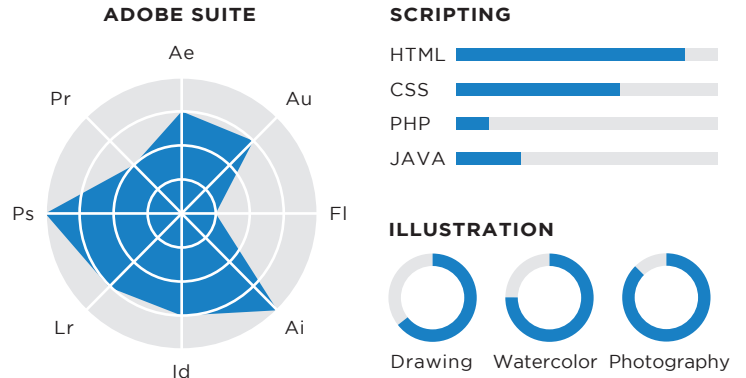 ADOBE SUITE
Ae
Pr
Au
Ps
Fl
Lr
Ai
Id
SCRIPTING
HTML
CSS
PHP
JAVA
ILLUSTRATION
Drawing Watercolor Photography